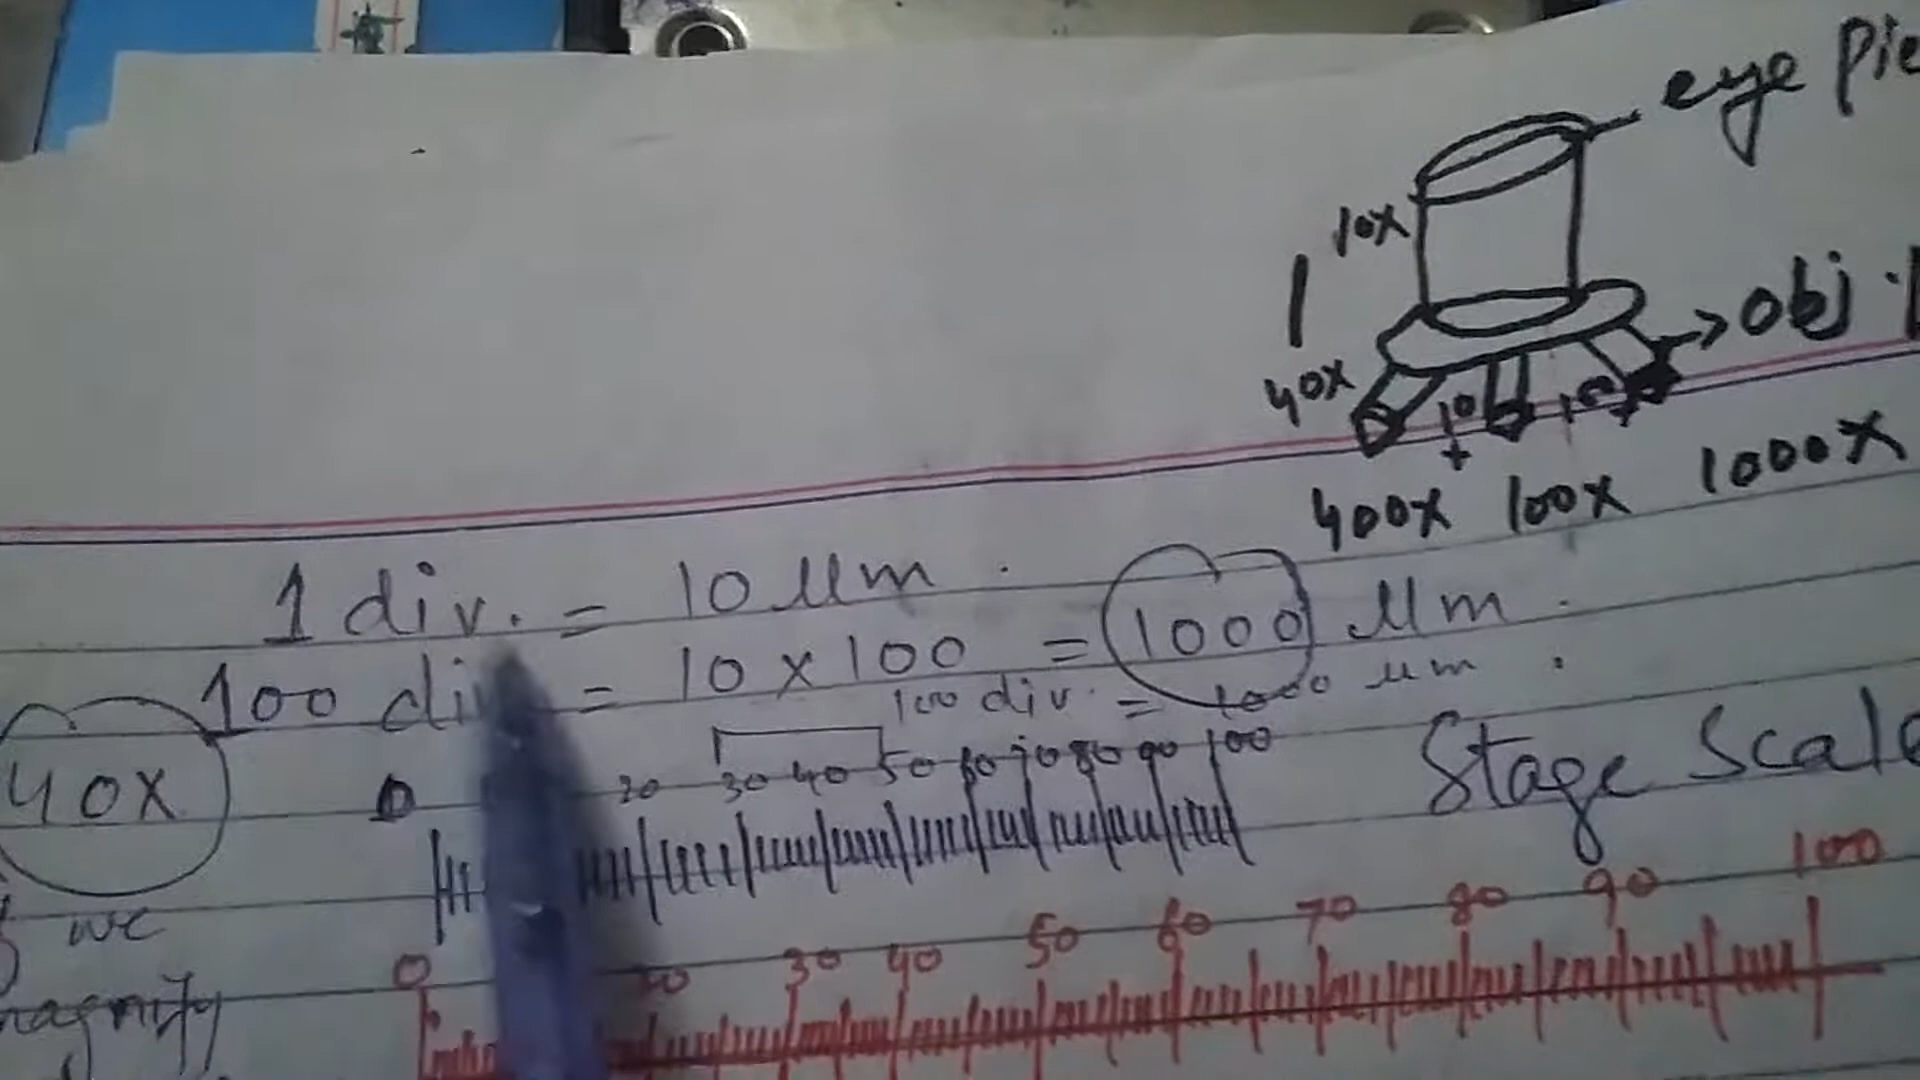 eye Pie
10x
Obj.
40x
10
400x 100x 1000x
1 div. = 10 µm.
100 div = 10 x 100 = 1000 µm.
100 div. = 1000 µm.
40x
0 20 30 40 50 60 70 80 90 100
Stage Scale
we
0 20 30 40 50 60 70 80 90 100
magnify